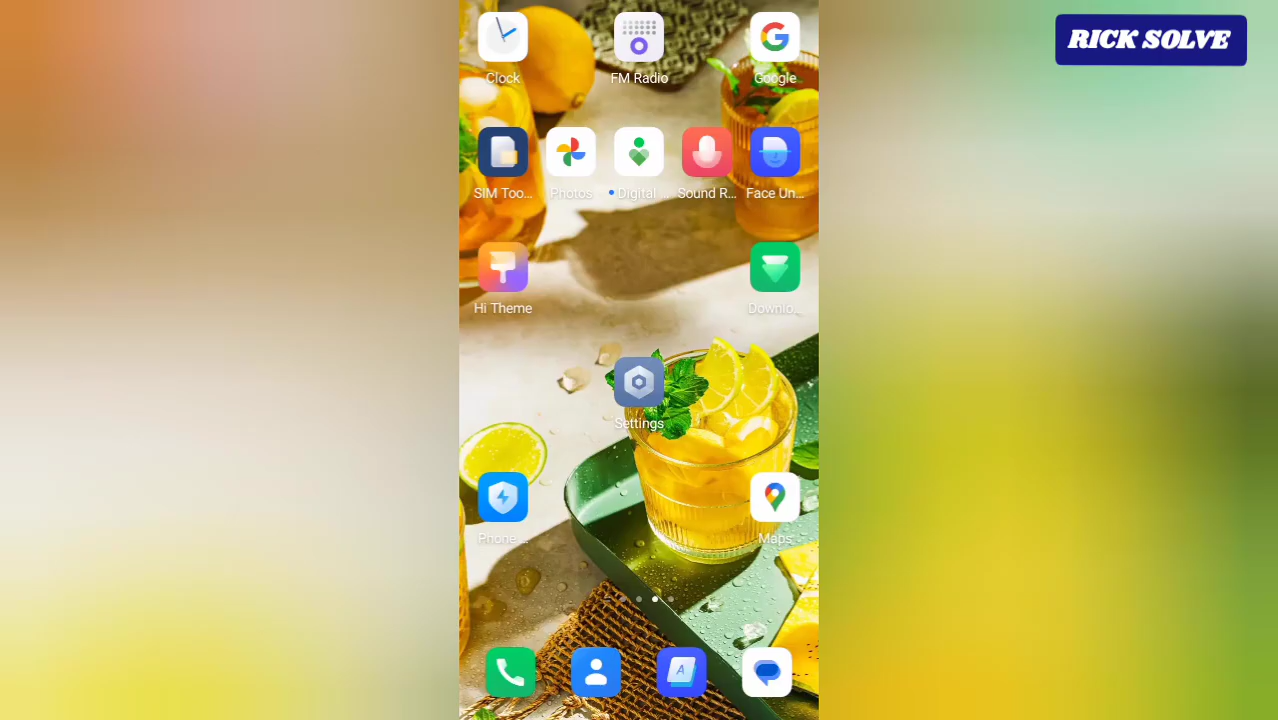 RICK SOLVE
Clock
FM Radio
Google
SIM Too...
Photos
Digital ...
Sound R...
Face Un...
Hi Theme
Downlo...
Settings
Phone ...
Maps
A